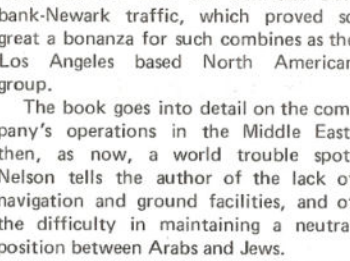 bank-Newark traffic, which proved so
great a bonanza for such combines as the
Los Angeles based North American
group.
The book goes into detail on the com
pany's operations in the Middle East
then, as now, a world trouble spot
Nelson tells the author of the lack of
navigation and ground facilities, and of
the difficulty in maintaining a neutra
position between Arabs and Jews.